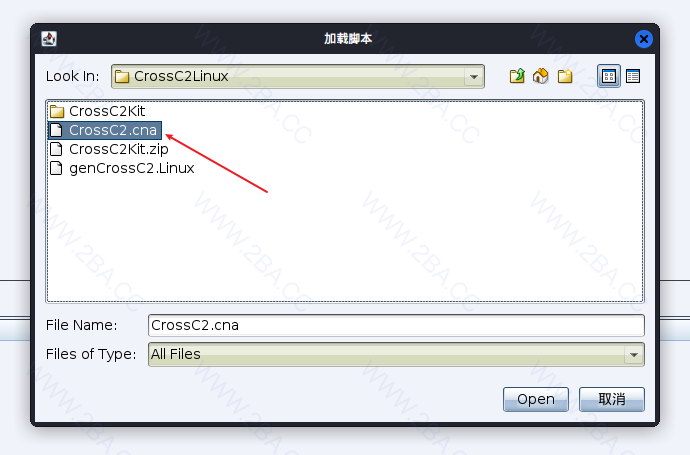 加载脚本
Look In: CrossC2Linux
CrossC2Kit
CrossC2.cna
CrossC2Kit.zip
genCrossC2.Linux
File Name: CrossC2.cna
Files of Type: All Files
Open 取消
WWW.2BA.CC